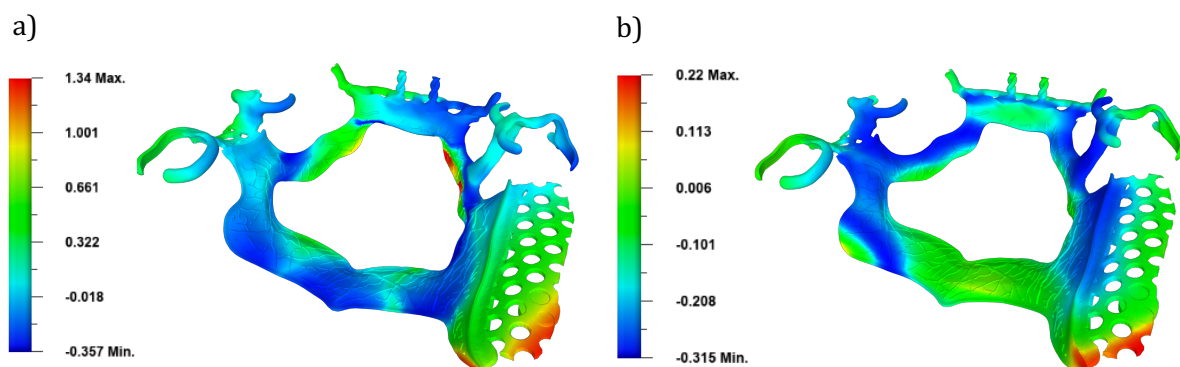 a)
1.34 Max.
1.001
0.661
0.322
-0.018
-0.357 Min.
b)
0.22 Max.
0.113
0.006
-0.101
-0.208
-0.315 Min.